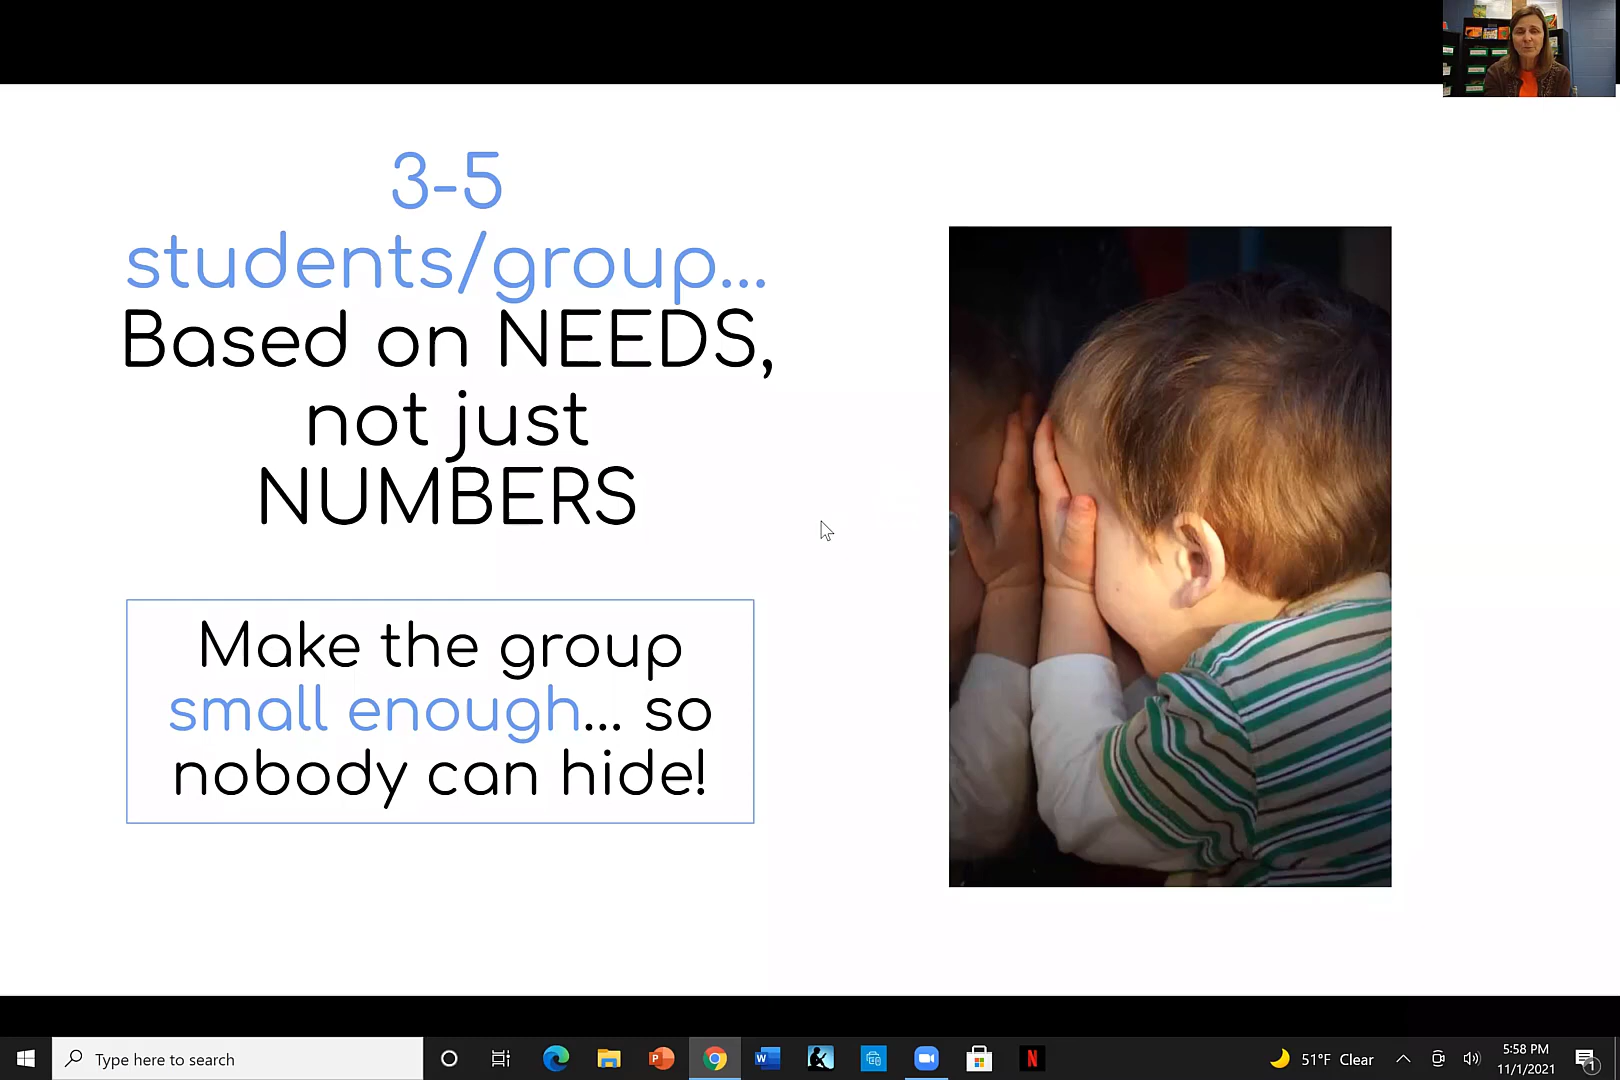 3-5
students/group...
Based on NEEDS,
not just
NUMBERS
Make the group
small enough... so
nobody can hide!
Type here to search
51°F Clear
5:58 PM
11/1/2021